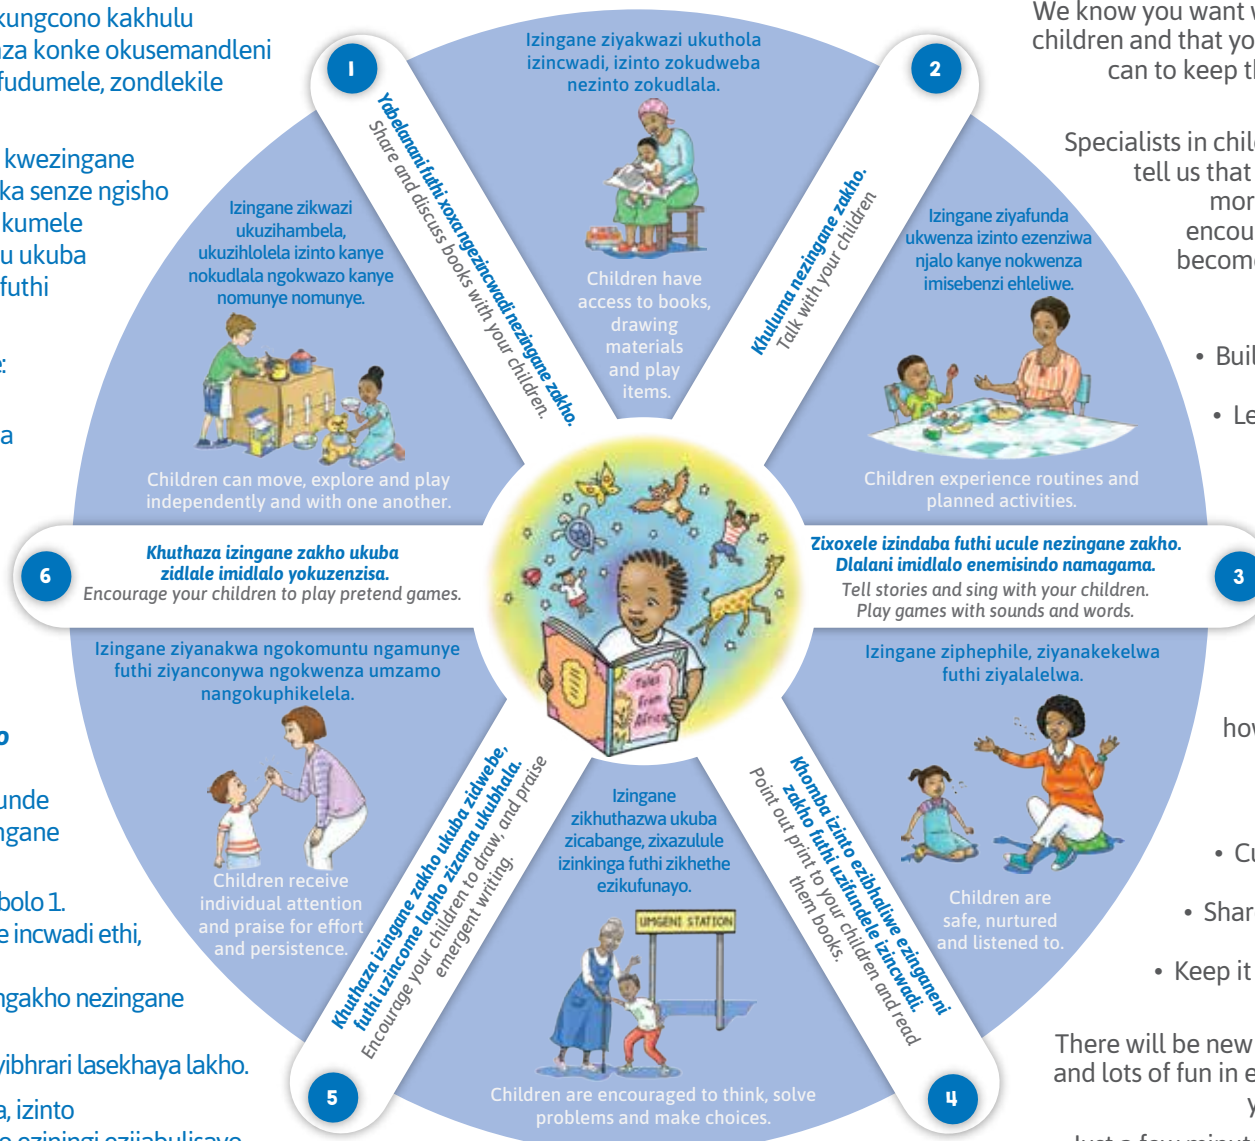 kungcono kakhulu
za konke okusemandleni
fudumele, zondlekile
kwezingane
ka senze ngisho
kumele
u ukuba
futhi
e:
a
o
unde
ngane
bolo 1.
e incwadi ethi,
ngakho nezingane
yibhrari lasekhaya lakho.
a, izinto
We know you want
children and that yo
can to keep th
Specialists in chil
tell us that
mor
encou
become
• Buil
• Le
how
• Cu
• Shar
• Keep it
There will be new
and lots of fun in e
y
Just a few minut
1
Yabelanani futhi xoxa ngezincwadi nezingane zakho.
Share and discuss books with your children.
Izingane ziyakwazi ukuthola
izincwadi, izinto zokudweba
nezinto zokudlala.
Children have
access to books,
drawing
materials
and play
items.
2
Khuluma nezingane zakho.
Talk with your children
Izingane ziyafunda
ukwenza izinto ezenziwa
njalo kanye nokwenza
imisebenzi ehleliwe.
Children experience routines and
planned activities.
3
Zixoxele izindaba futhi ucule nezingane zakho.
Dlalani imidlalo enemisindo namagama.
Tell stories and sing with your children.
Play games with sounds and words.
Izingane ziphephile, ziyanakekelwa
futhi ziyalalelwa.
Children are
safe, nurtured
and listened to.
4
Khomba izinto ezibhaliwe ezinganeni
zakho futhi uzifundele izincwadi.
Point out print to your children and read
them books.
Izingane
zikhuthazwa ukuba
zicabange, zixazulule
izinkinga futhi zikhethe
ezikufunayo.
UMGENI STATION
Children are encouraged to think, solve
problems and make choices.
5
Khuthaza izingane zakho ukuba zidwebe,
futhi uzincome lapho zizama ukubhala.
Encourage your children to draw, and praise
emergent writing.
Izingane ziyanakwa ngokomuntu ngamunye
futhi ziyanconywa ngokwenza umzamo
nangokuphikelela.
Children receive
individual attention
and praise for effort
and persistence.
6
Khuthaza izingane zakho ukuba
zidlale imidlalo yokuzenzisa.
Encourage your children to play pretend games.
Izingane zikwazi
ukuzihambela,
ukuzihlolela izinto kanye
nokudlala ngokwazo kanye
nomunye nomunye.
Children can move, explore and play
independently and with one another.
Tales
from
Africa